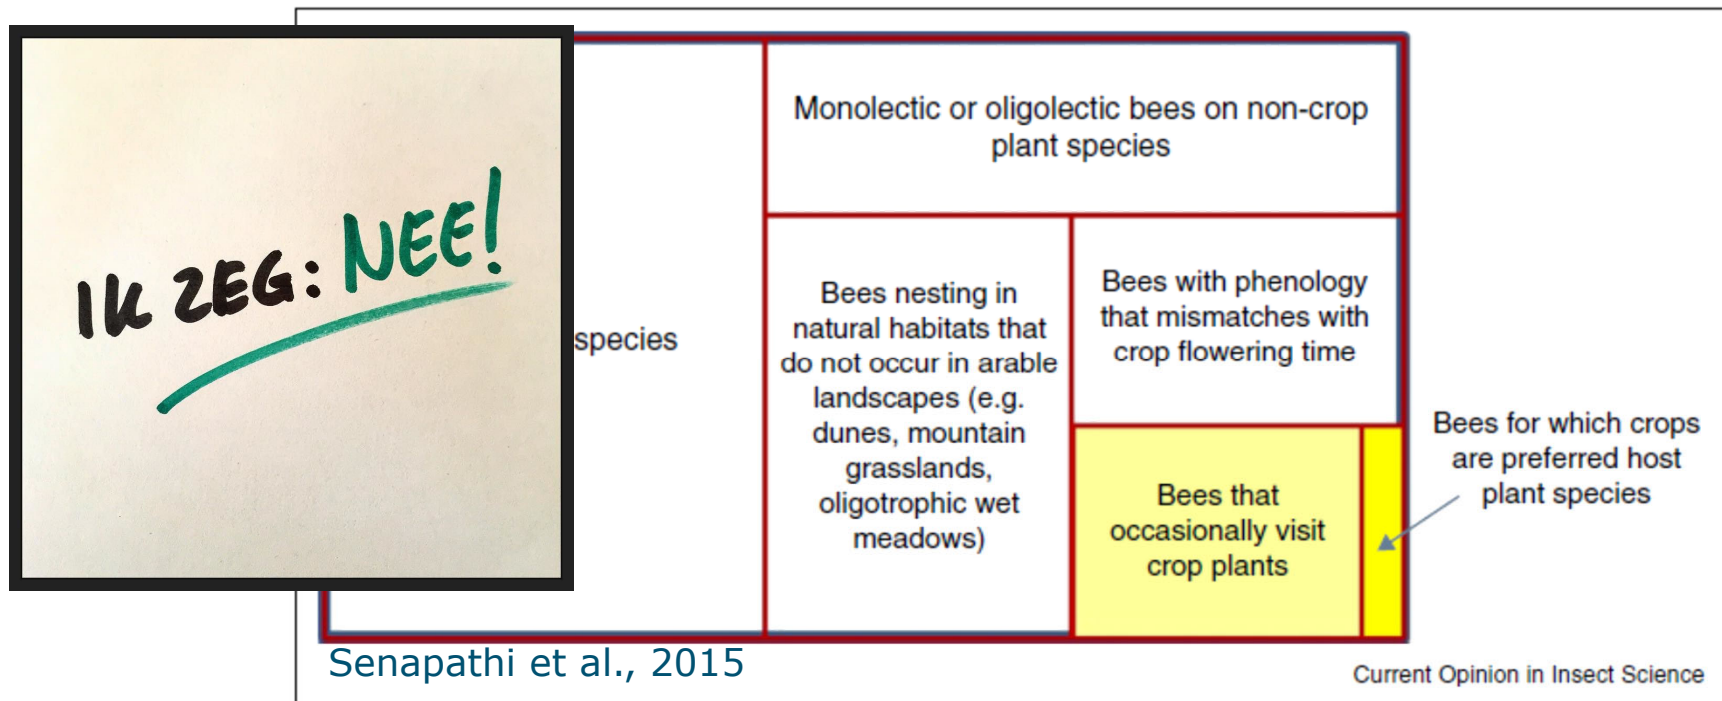 IK ZEG: NEE!
species
Monolectic or oligolectic bees on non-crop
plant species
Bees nesting in
natural habitats that
do not occur in arable
landscapes (e.g.
dunes, mountain
grasslands,
oligotrophic wet
meadows)
Bees with phenology
that mismatches with
crop flowering time
Bees that
occasionally visit
crop plants
Bees for which crops
are preferred host
plant species
Senapathi et al., 2015
Current Opinion in Insect Science